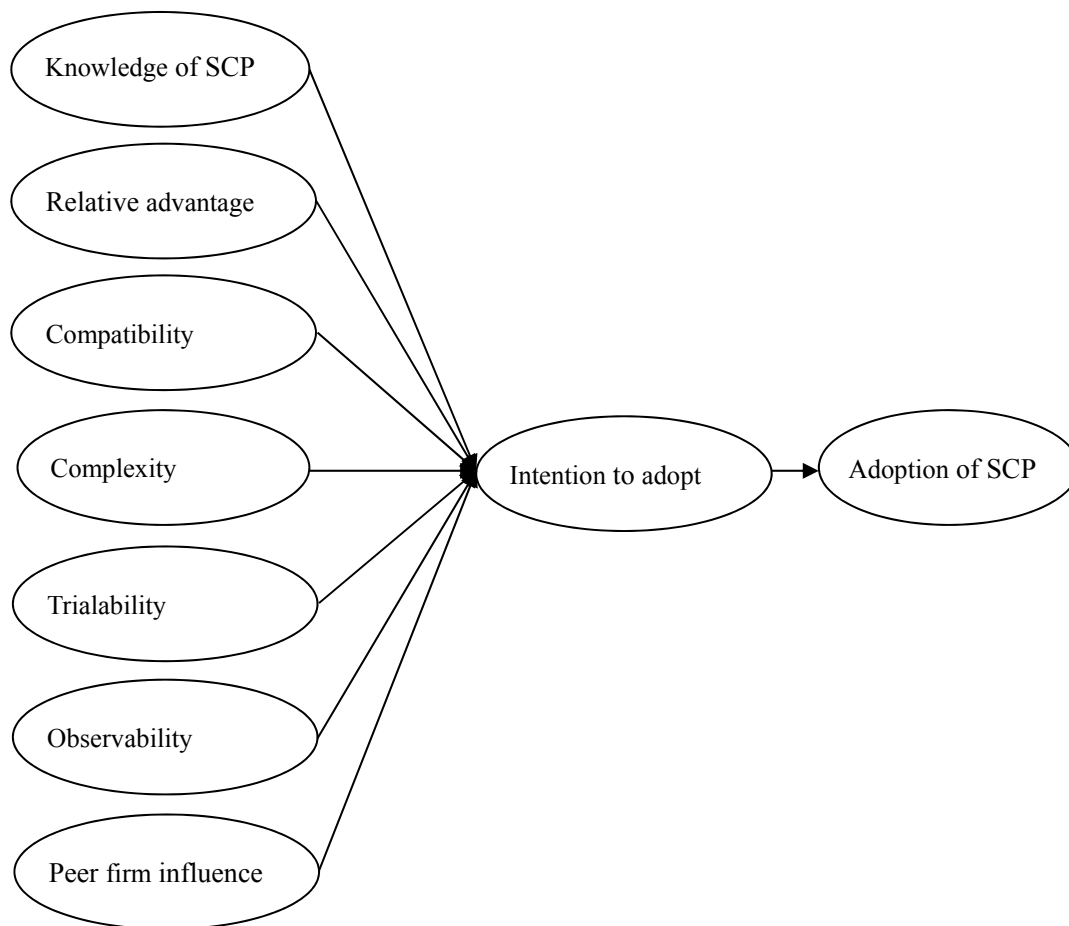 Knowledge of SCP
Relative advantage
Compatibility
Complexity
Trialability
Observability
Peer firm influence
Intention to adopt
Adoption of SCP